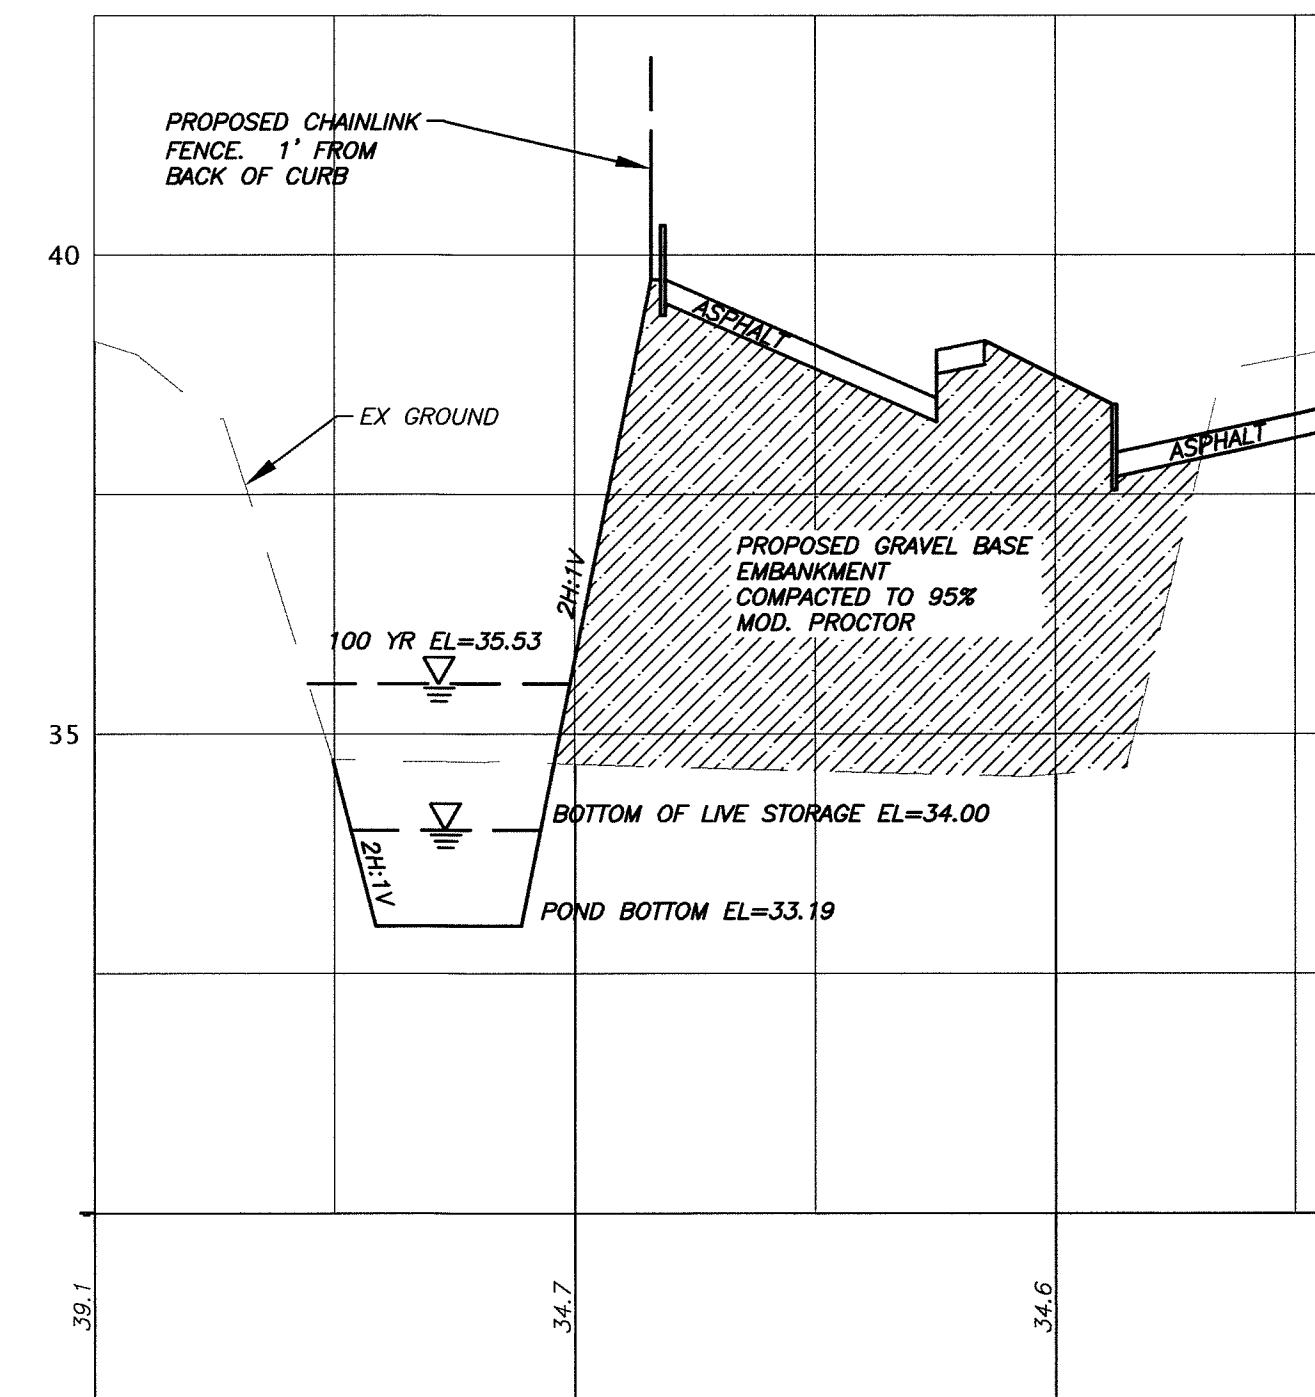 PROPOSED CHAINLINK
FENCE. 1' FROM
BACK OF CURB
40
ASPHALT
EX GROUND
ASPHALT
2H:1V
PROPOSED GRAVEL BASE
EMBANKMENT
COMPACTED TO 95%
MOD. PROCTOR
100 YR EL=35.53
35
BOTTOM OF LIVE STORAGE EL=34.00
2H:1V
POND BOTTOM EL=33.19
39.1
34.7
34.6